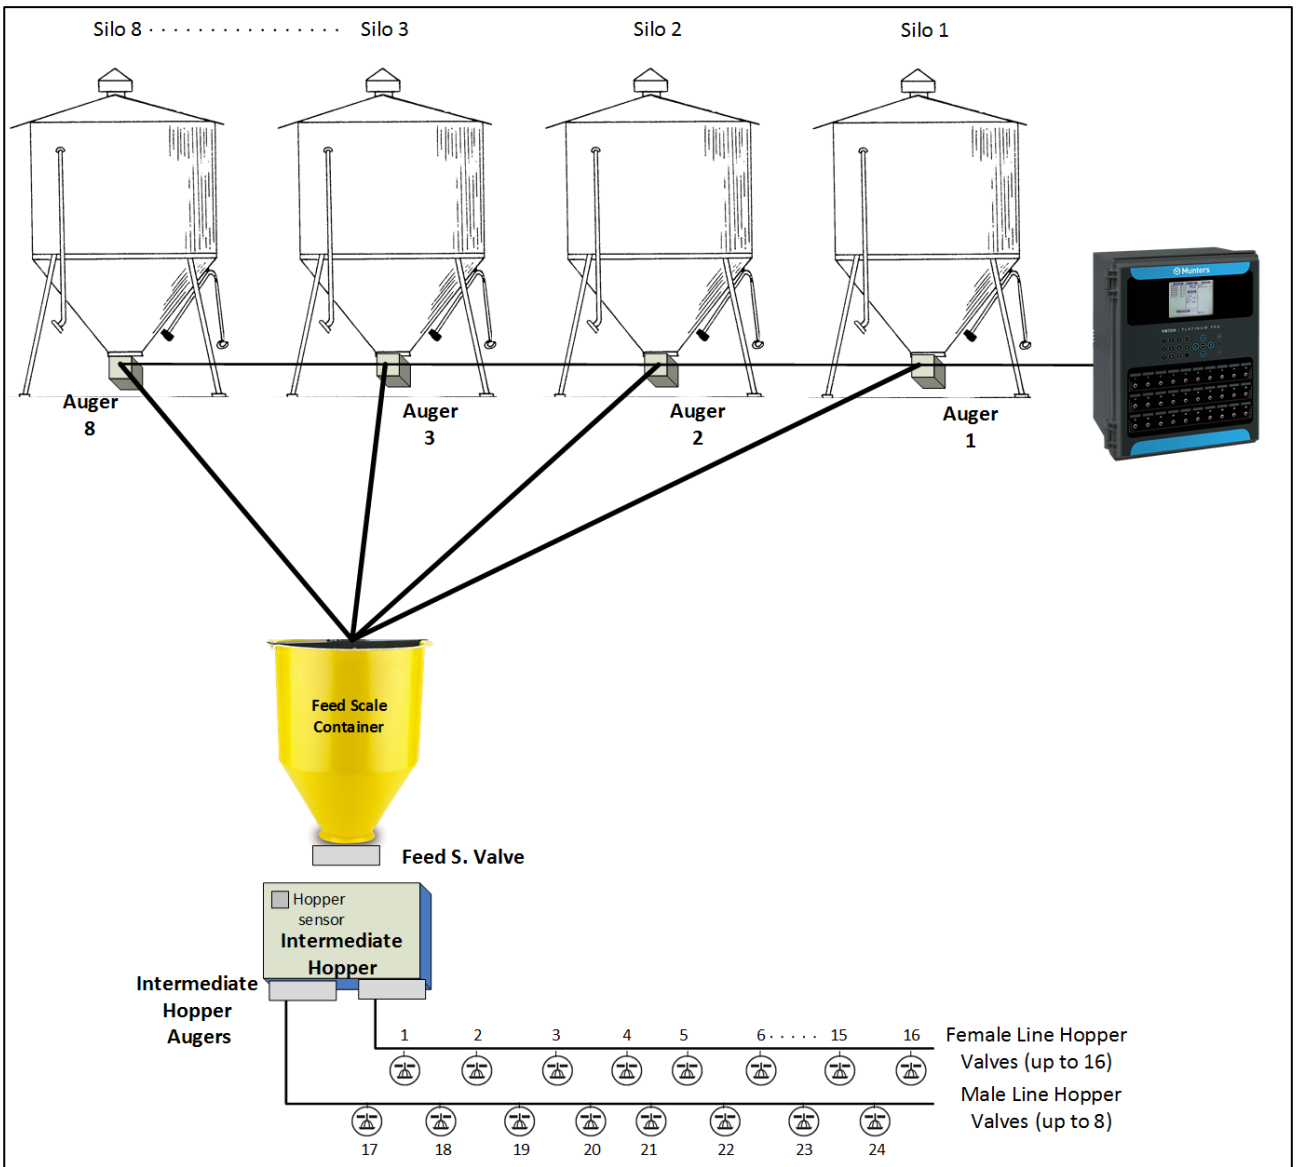 Silo 8 . . . . . . . . . . . . . . . . Silo 3 Silo 2 Silo 1
Munters
PLATINUM PRO
Auger
8
Auger
3
Auger
2
Auger
1
Feed Scale
Container
Feed S. Valve
Hopper
sensor
Intermediate
Hopper
Intermediate
Hopper
Augers
1 2 3 4 5 6 . . . . . 15 16
Female Line Hopper
Valves (up to 16)
Male Line Hopper
Valves (up to 8)
17 18 19 20 21 22 23 24